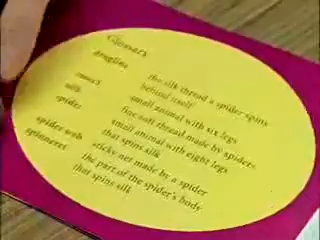 Glossary
dragline the silk thread a spider spins
behind itself
insect small animal with six legs
silk fine soft thread made by spiders
spider small animal with eight legs
that spins silk
spider web sticky net made by a spider
spinneret the part of the spider's body
that spins silk